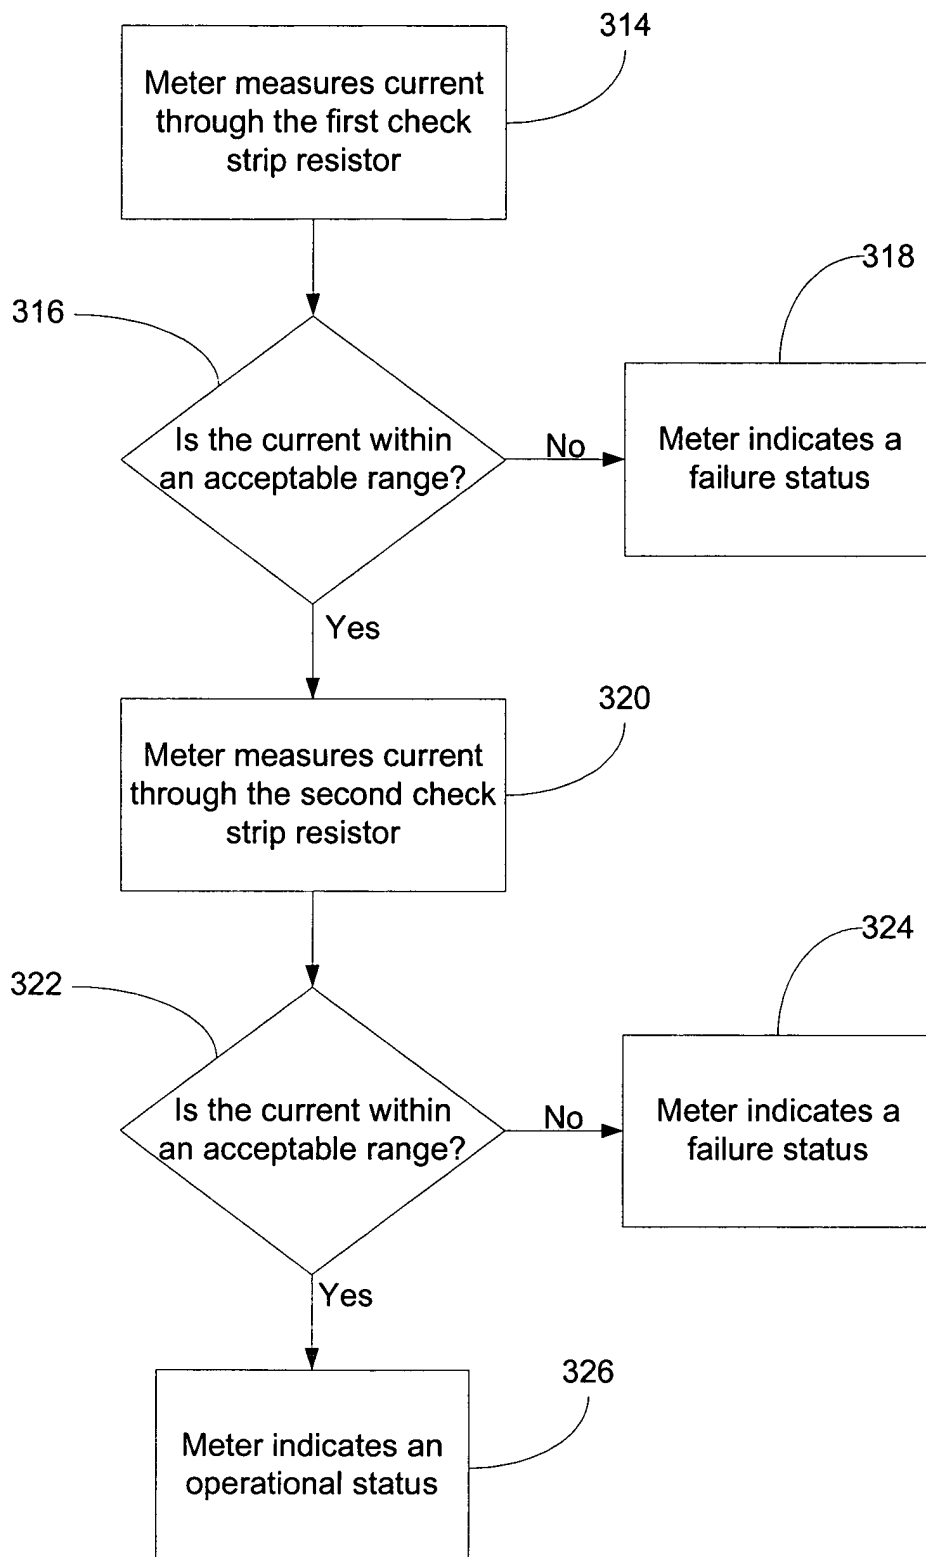 314
Meter measures current
through the first check
strip resistor
318
316
Is the current within
an acceptable range?
No
Meter indicates a
failure status
Yes
320
Meter measures current
through the second check
strip resistor
324
322
Is the current within
an acceptable range?
No
Meter indicates a
failure status
Yes
326
Meter indicates an
operational status